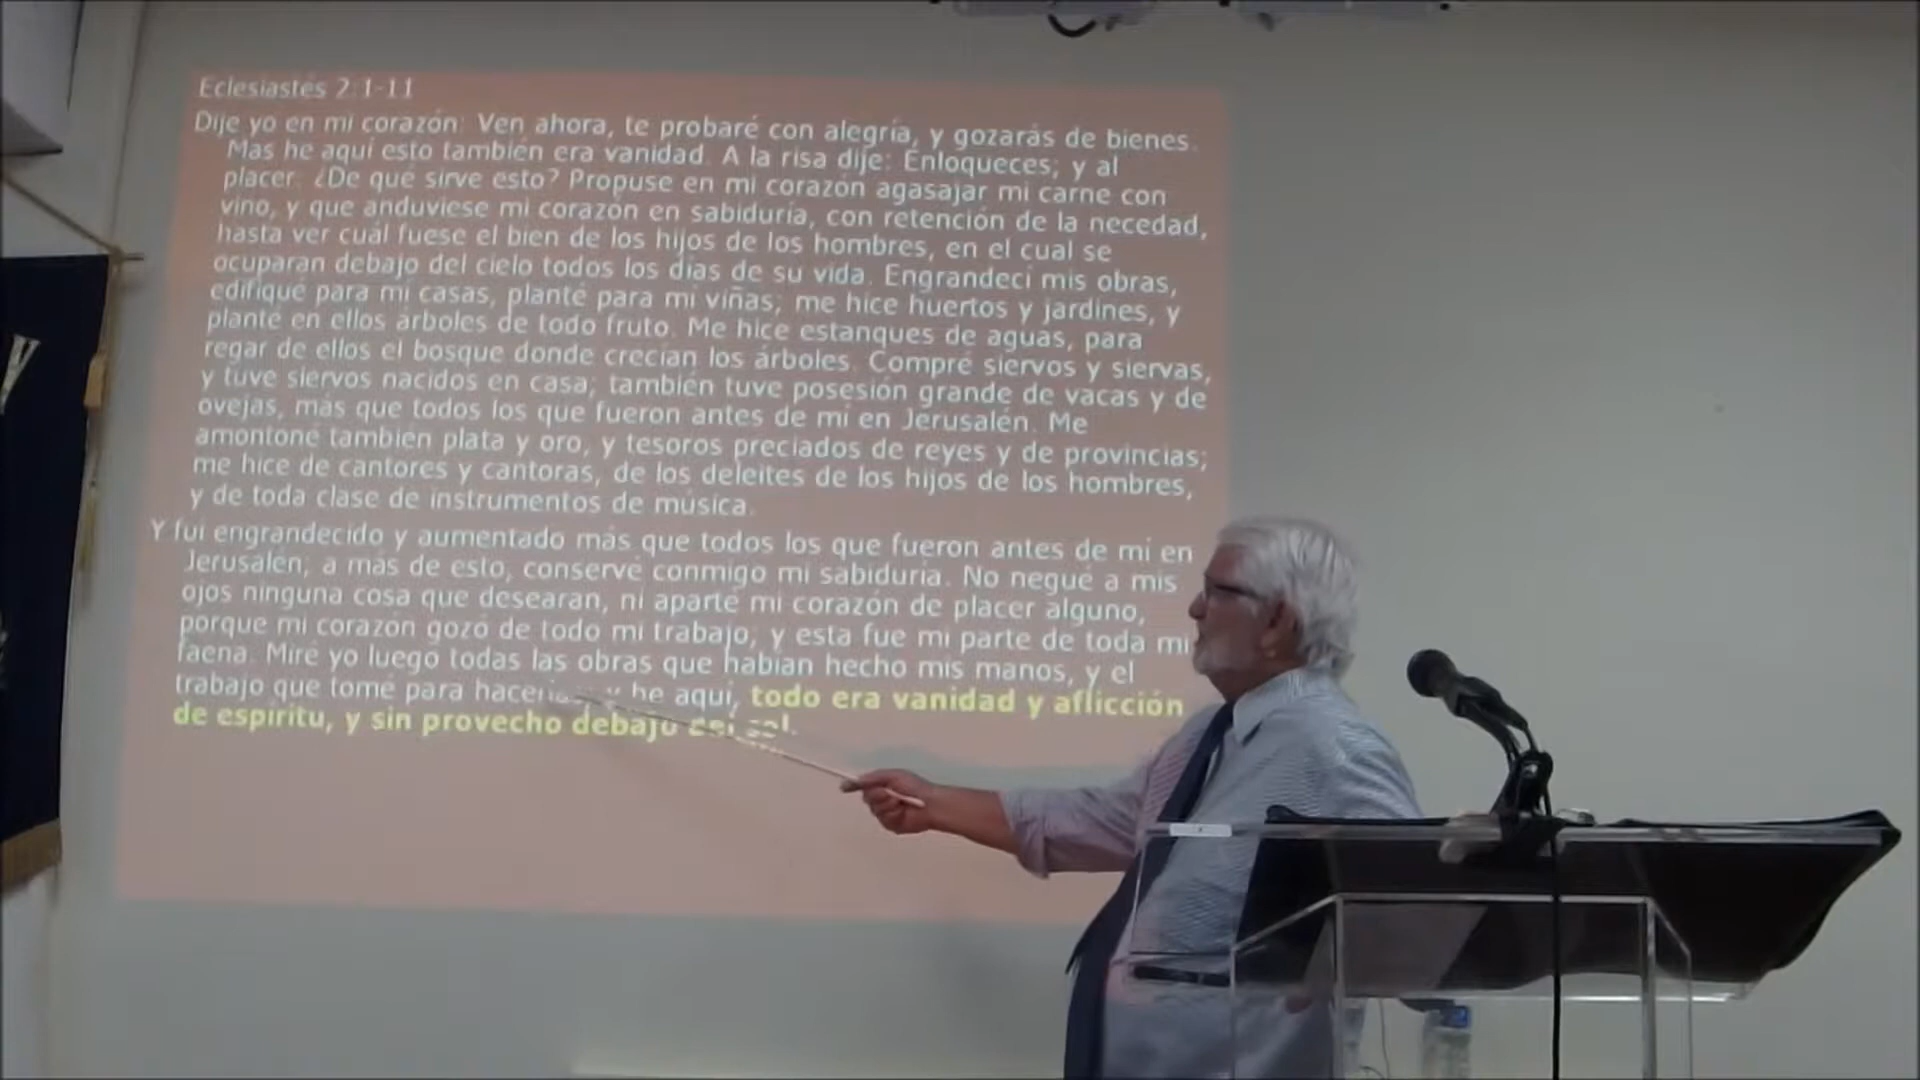 Eclesiastés 2:1-11
Dije yo en mi corazón: Ven ahora, te probaré con alegría, y gozarás de bienes.
Mas he aquí esto también era vanidad. A la risa dije: Enloqueces; y al
placer: ¿De qué sirve esto? Propuse en mi corazón agasajar mi carne con
vino, y que anduviese mi corazón en sabiduría, con retención de la necedad,
hasta ver cuál fuese el bien de los hijos de los hombres, en el cual se
ocuparan debajo del cielo todos los días de su vida. Engrandecí mis obras,
edifiqué para mí casas, planté para mí viñas; me hice huertos y jardines, y
planté en ellos árboles de todo fruto. Me hice estanques de aguas, para
regar de ellos el bosque donde crecían los árboles. Compré siervos y siervas,
y tuve siervos nacidos en casa; también tuve posesión grande de vacas y de
ovejas, más que todos los que fueron antes de mí en Jerusalén. Me
amontoné también plata y oro, y tesoros preciados de reyes y de provincias;
me hice de cantores y cantoras, de los deleites de los hijos de los hombres,
y de toda clase de instrumentos de música.
Y fui engrandecido y aumentado más que todos los que fueron antes de mí en
Jerusalén; a más de esto, conservé conmigo mi sabiduría. No negué a mis
ojos ninguna cosa que desearan, ni aparté mi corazón de placer alguno,
porque mi corazón gozó de todo mi trabajo; y esta fue mi parte de toda mi
faena. Miré yo luego todas las obras que habían hecho mis manos, y el
trabajo que tomé para hacerlas; y he aquí, todo era vanidad y aflicción
de espíritu, y sin provecho debajo del sol.